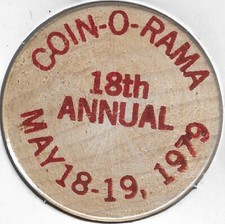 COIN-O-RAMA
18th
ANNUAL
MAY 18-19, 1979